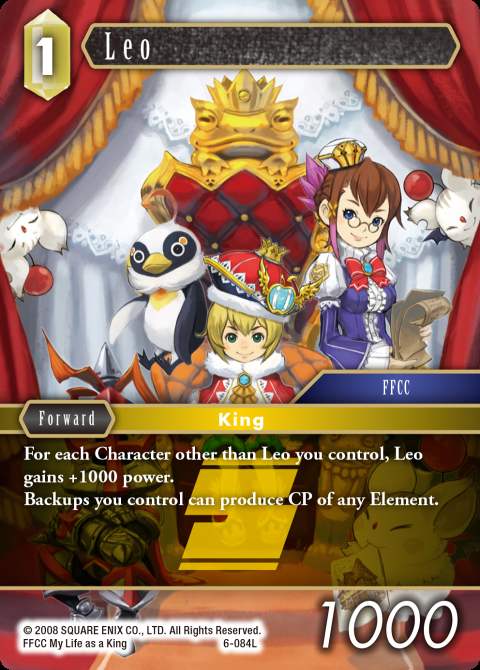 1
Leo
FFCC
Forward
King
For each Character other than Leo you control, Leo
gains +1000 power.
Backups you control can produce CP of any Element.
© 2008 SQUARE ENIX CO., LTD. All Rights Reserved.
FFCC My Life as a King
6-084L
1000